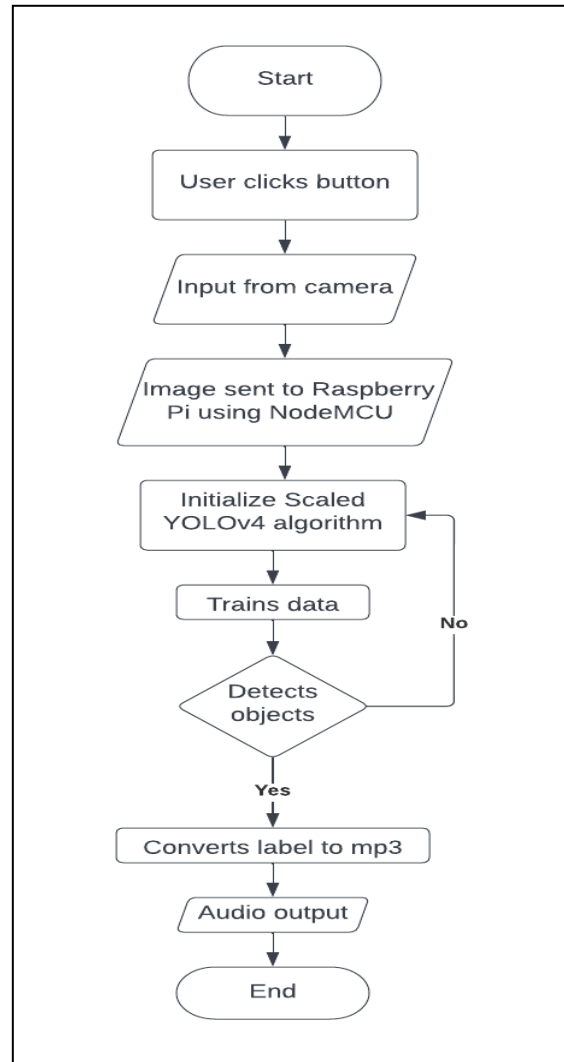 Start
User clicks button
Input from camera
Image sent to Raspberry
Pi using NodeMCU
Initialize Scaled
YOLOv4 algorithm
Trains data
No
Detects
objects
Yes
Converts label to mp3
Audio output
End